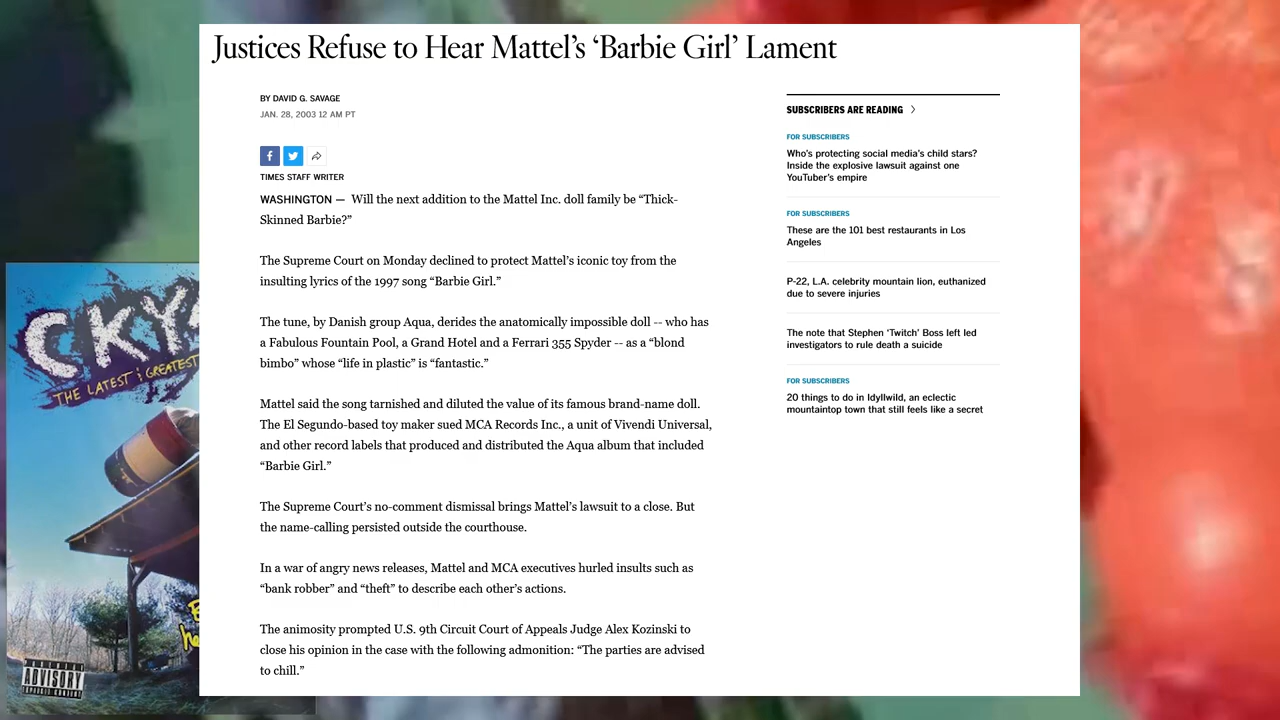 Justices Refuse to Hear Mattel’s ‘Barbie Girl’ Lament
BY DAVID G. SAVAGE
JAN. 28, 2003 12 AM PT
TIMES STAFF WRITER
WASHINGTON — Will the next addition to the Mattel Inc. doll family be “Thick-
Skinned Barbie?”
The Supreme Court on Monday declined to protect Mattel’s iconic toy from the
insulting lyrics of the 1997 song “Barbie Girl.”
The tune, by Danish group Aqua, derides the anatomically impossible doll -- who has
a Fabulous Fountain Pool, a Grand Hotel and a Ferrari 355 Spyder -- as a “blond
bimbo” whose “life in plastic” is “fantastic.”
Mattel said the song tarnished and diluted the value of its famous brand-name doll.
The El Segundo-based toy maker sued MCA Records Inc., a unit of Vivendi Universal,
and other record labels that produced and distributed the Aqua album that included
“Barbie Girl.”
The Supreme Court’s no-comment dismissal brings Mattel’s lawsuit to a close. But
the name-calling persisted outside the courthouse.
In a war of angry news releases, Mattel and MCA executives hurled insults such as
“bank robber” and “theft” to describe each other’s actions.
The animosity prompted U.S. 9th Circuit Court of Appeals Judge Alex Kozinski to
close his opinion in the case with the following admonition: “The parties are advised
to chill.”
SUBSCRIBERS ARE READING
FOR SUBSCRIBERS
Who’s protecting social media’s child stars?
Inside the explosive lawsuit against one
YouTuber’s empire
FOR SUBSCRIBERS
These are the 101 best restaurants in Los
Angeles
P-22, L.A. celebrity mountain lion, euthanized
due to severe injuries
The note that Stephen ‘Twitch’ Boss left led
investigators to rule death a suicide
FOR SUBSCRIBERS
20 things to do in Idyllwild, an eclectic
mountaintop town that still feels like a secret
CKY
THE LATEST & GREATEST
ADVISORY